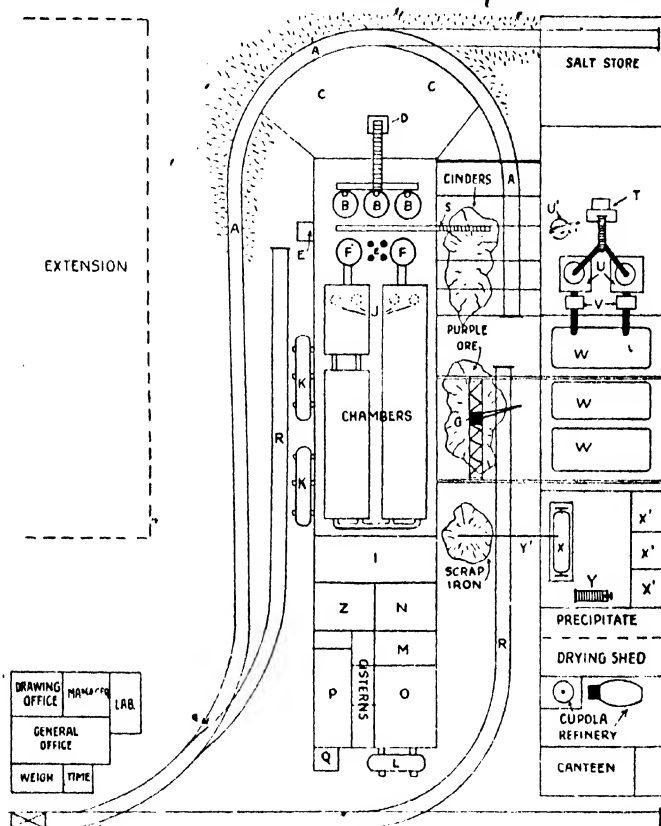 A
SALT STORE
C
C
D
CINDERS
A
B
B
B
S
T
U'
A
E'
F
E
F
U
EXTENSION
V
J
PURPLE
ORE
W
K
CHAMBERS
G
W
R
W
K
X'
Y'
X
X'
I
SCRAP
IRON
Y
X'
Z
N
PRECIPITATE
M
R
DRYING SHED
CISTERNS
DRAWING
OFFICE
MANAGER
LAB.
P
O
GENERAL
OFFICE
CUPOLA
REFINERY
Q
L
CANTEEN
WEIGH
TIME